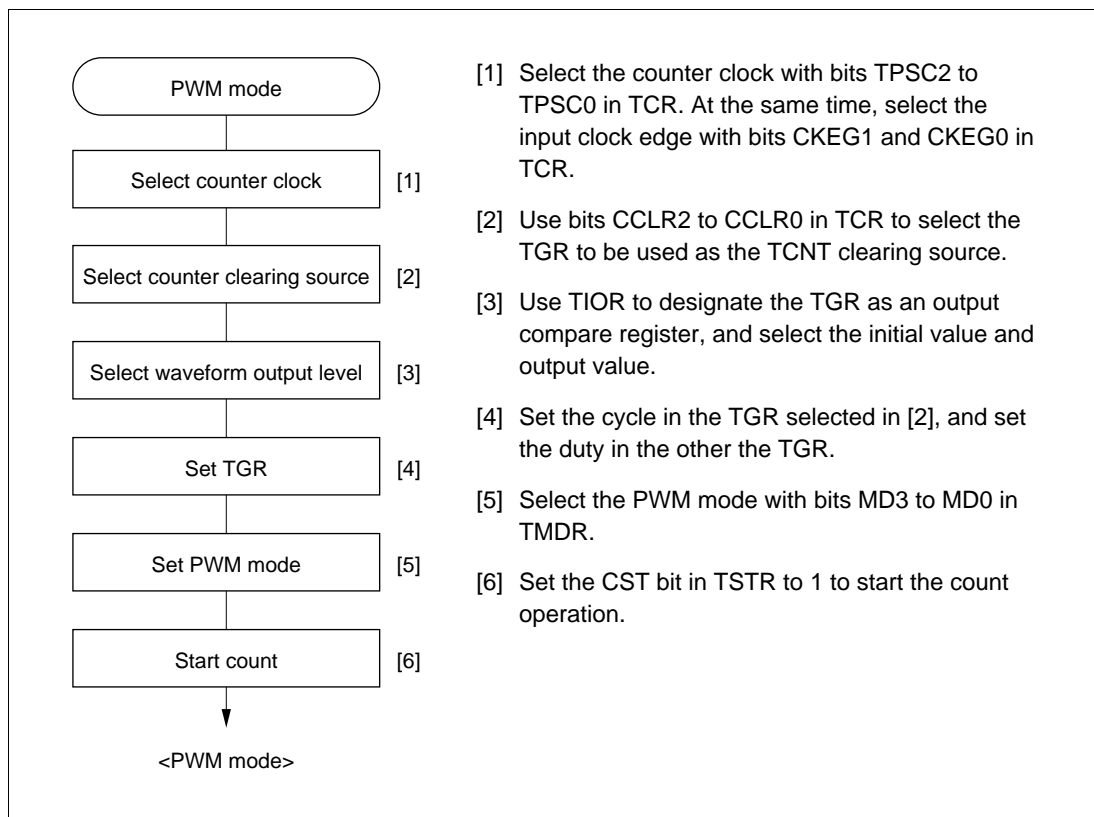 PWM mode
Select counter clock [1]
Select counter clearing source [2]
Select waveform output level [3]
Set TGR [4]
Set PWM mode [5]
Start count [6]
<PWM mode>
[1] Select the counter clock with bits TPSC2 to
TPSC0 in TCR. At the same time, select the
input clock edge with bits CKEG1 and CKEG0 in
TCR.
[2] Use bits CCLR2 to CCLR0 in TCR to select the
TGR to be used as the TCNT clearing source.
[3] Use TIOR to designate the TGR as an output
compare register, and select the initial value and
output value.
[4] Set the cycle in the TGR selected in [2], and set
the duty in the other the TGR.
[5] Select the PWM mode with bits MD3 to MD0 in
TMDR.
[6] Set the CST bit in TSTR to 1 to start the count
operation.